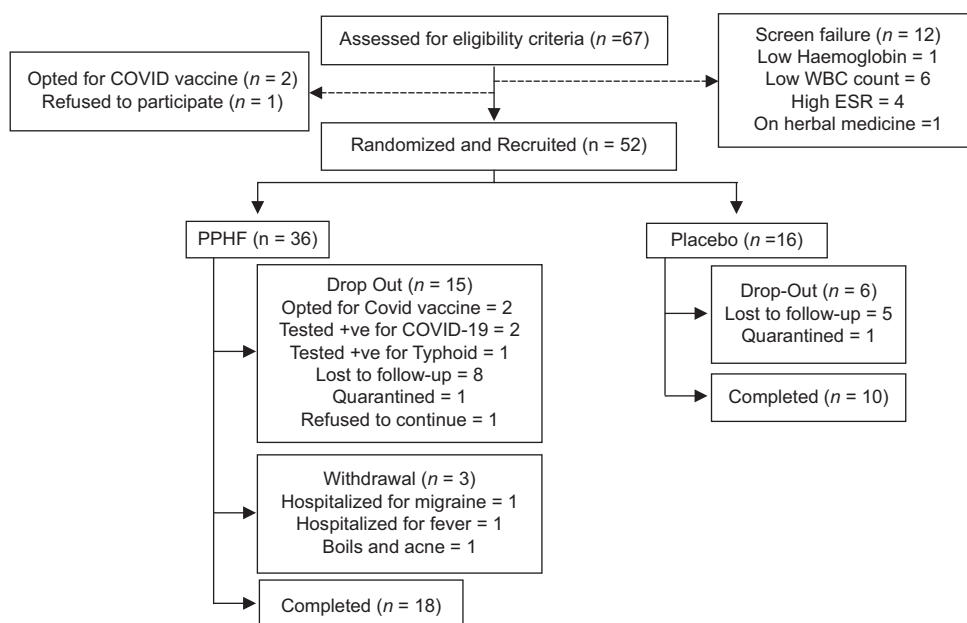 Assessed for eligibility criteria (n =67)
Opted for COVID vaccine (n = 2)
Refused to participate (n = 1)
Screen failure (n = 12)
Low Haemoglobin = 1
Low WBC count = 6
High ESR = 4
On herbal medicine =1
Randomized and Recruited (n = 52)
PPHF (n = 36)
Placebo (n =16)
Drop Out (n = 15)
Opted for Covid vaccine = 2
Tested +ve for COVID-19 = 2
Tested +ve for Typhoid = 1
Lost to follow-up = 8
Quarantined = 1
Refused to continue = 1
Drop-Out (n = 6)
Lost to follow-up = 5
Quarantined = 1
Completed (n = 10)
Withdrawal (n = 3)
Hospitalized for migraine = 1
Hospitalized for fever = 1
Boils and acne = 1
Completed (n = 18)